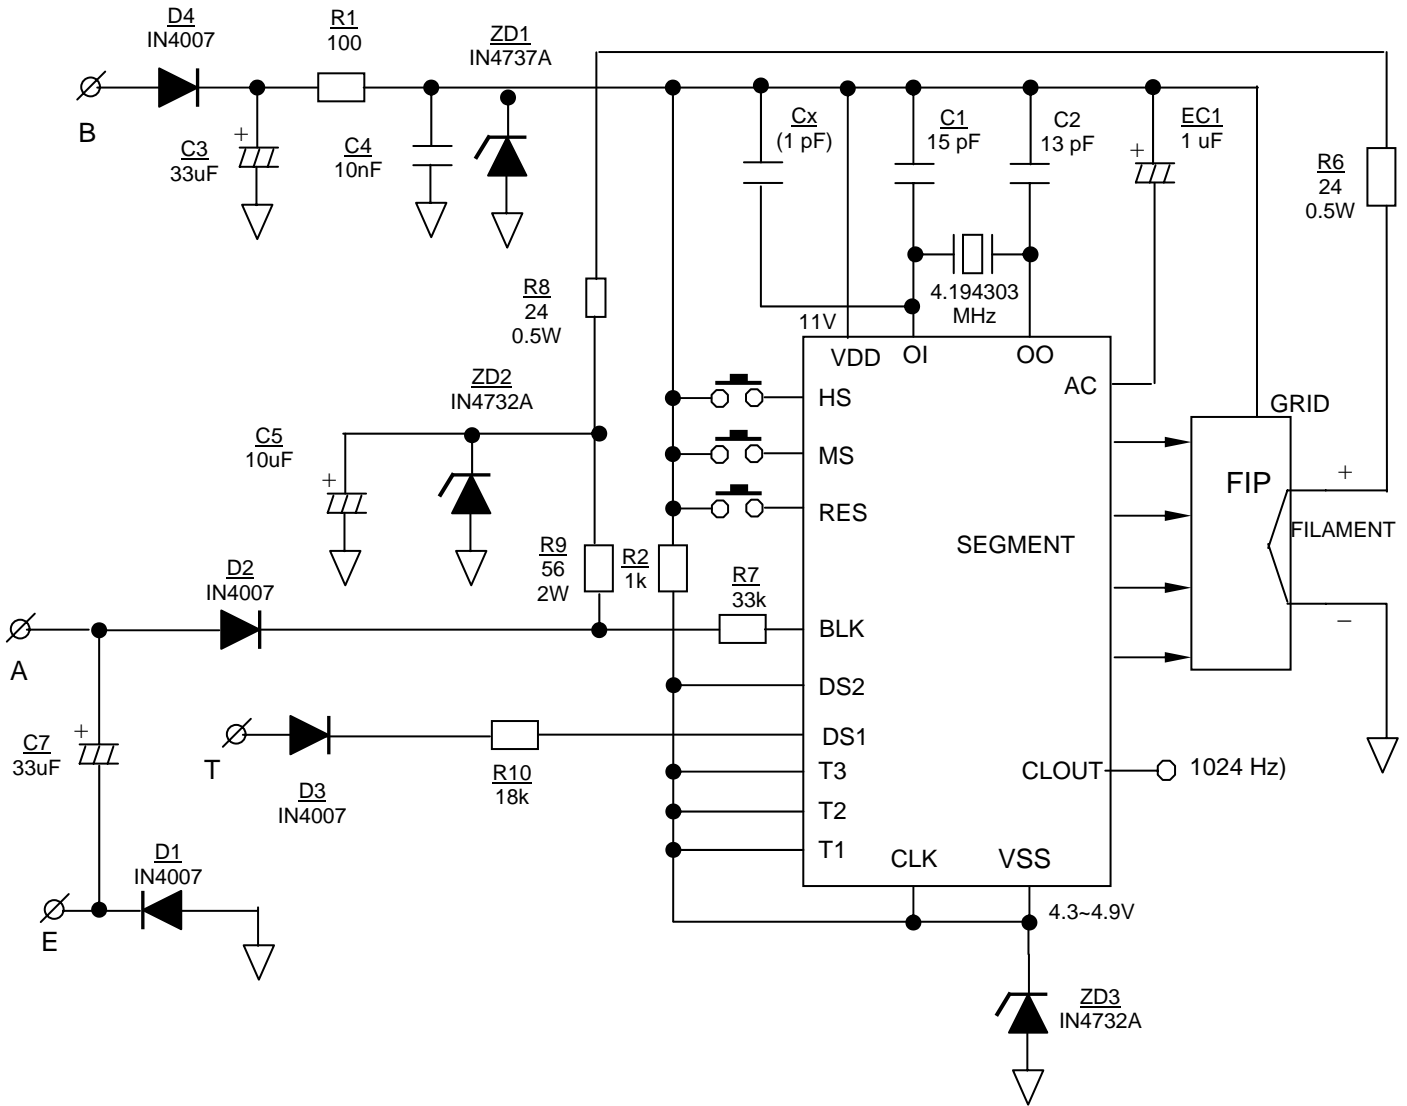 D4
IN4007
R1
100
ZD1
IN4737A
B
+
C3
33uF
C4
10nF
Cx
(1 pF)
C1
15 pF
C2
13 pF
EC1
1 uF
+
R6
24
0.5W
R8
24
0.5W
4.194303
MHz
11V
VDD
OI
OO
AC
HS
MS
RES
ZD2
IN4732A
C5
10uF
+
GRID
FIP
+
FILAMENT
−
SEGMENT
R9
56
2W
R2
1k
R7
33k
D2
IN4007
A
BLK
DS2
DS1
T3
T2
T1
+
C7
33uF
T
D3
IN4007
R10
18k
CLOUT
1024 Hz)
CLK
VSS
4.3~4.9V
D1
IN4007
E
ZD3
IN4732A